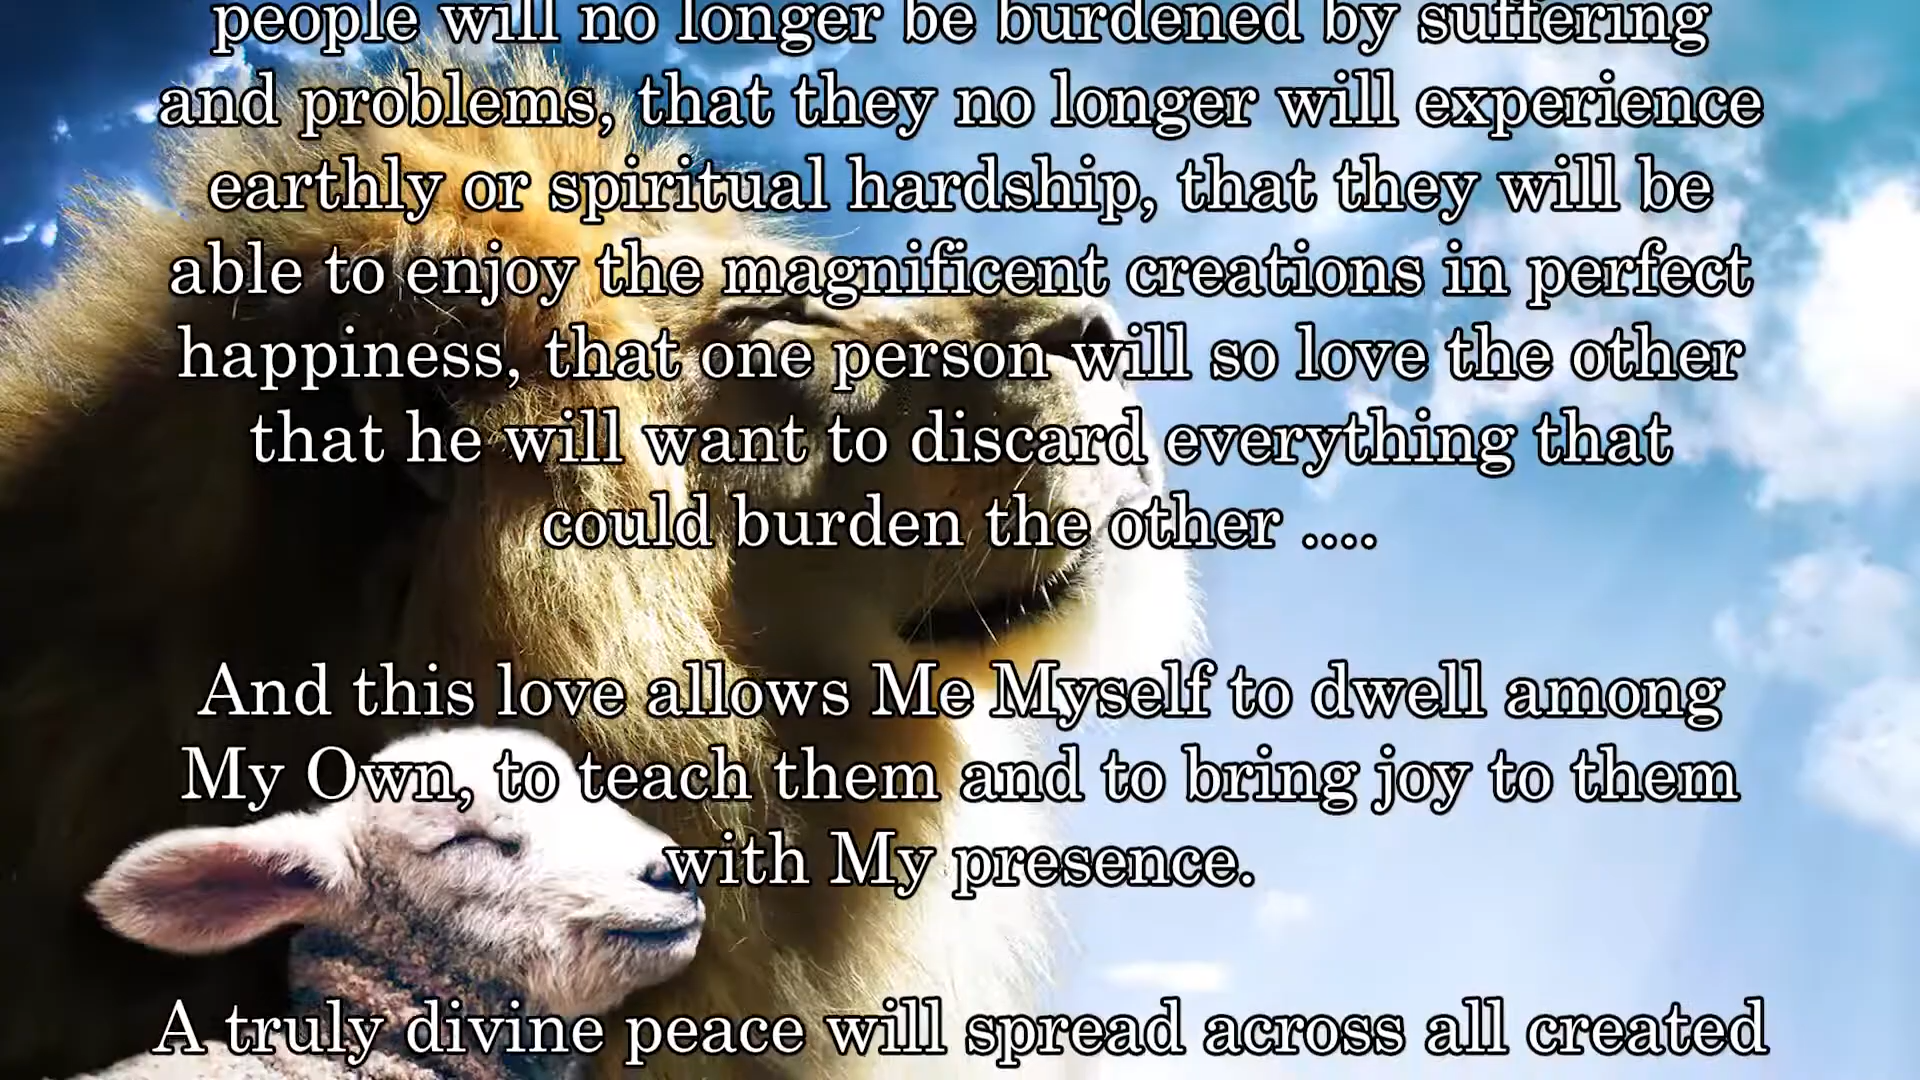 people will no longer be burdened by suffering
and problems, that they no longer will experience
earthly or spiritual hardship, that they will be
able to enjoy the magnificent creations in perfect
happiness, that one person will so love the other
that he will want to discard everything that
could burden the other ....
And this love allows Me Myself to dwell among
My Own, to teach them and to bring joy to them
with My presence.
A truly divine peace will spread across all created